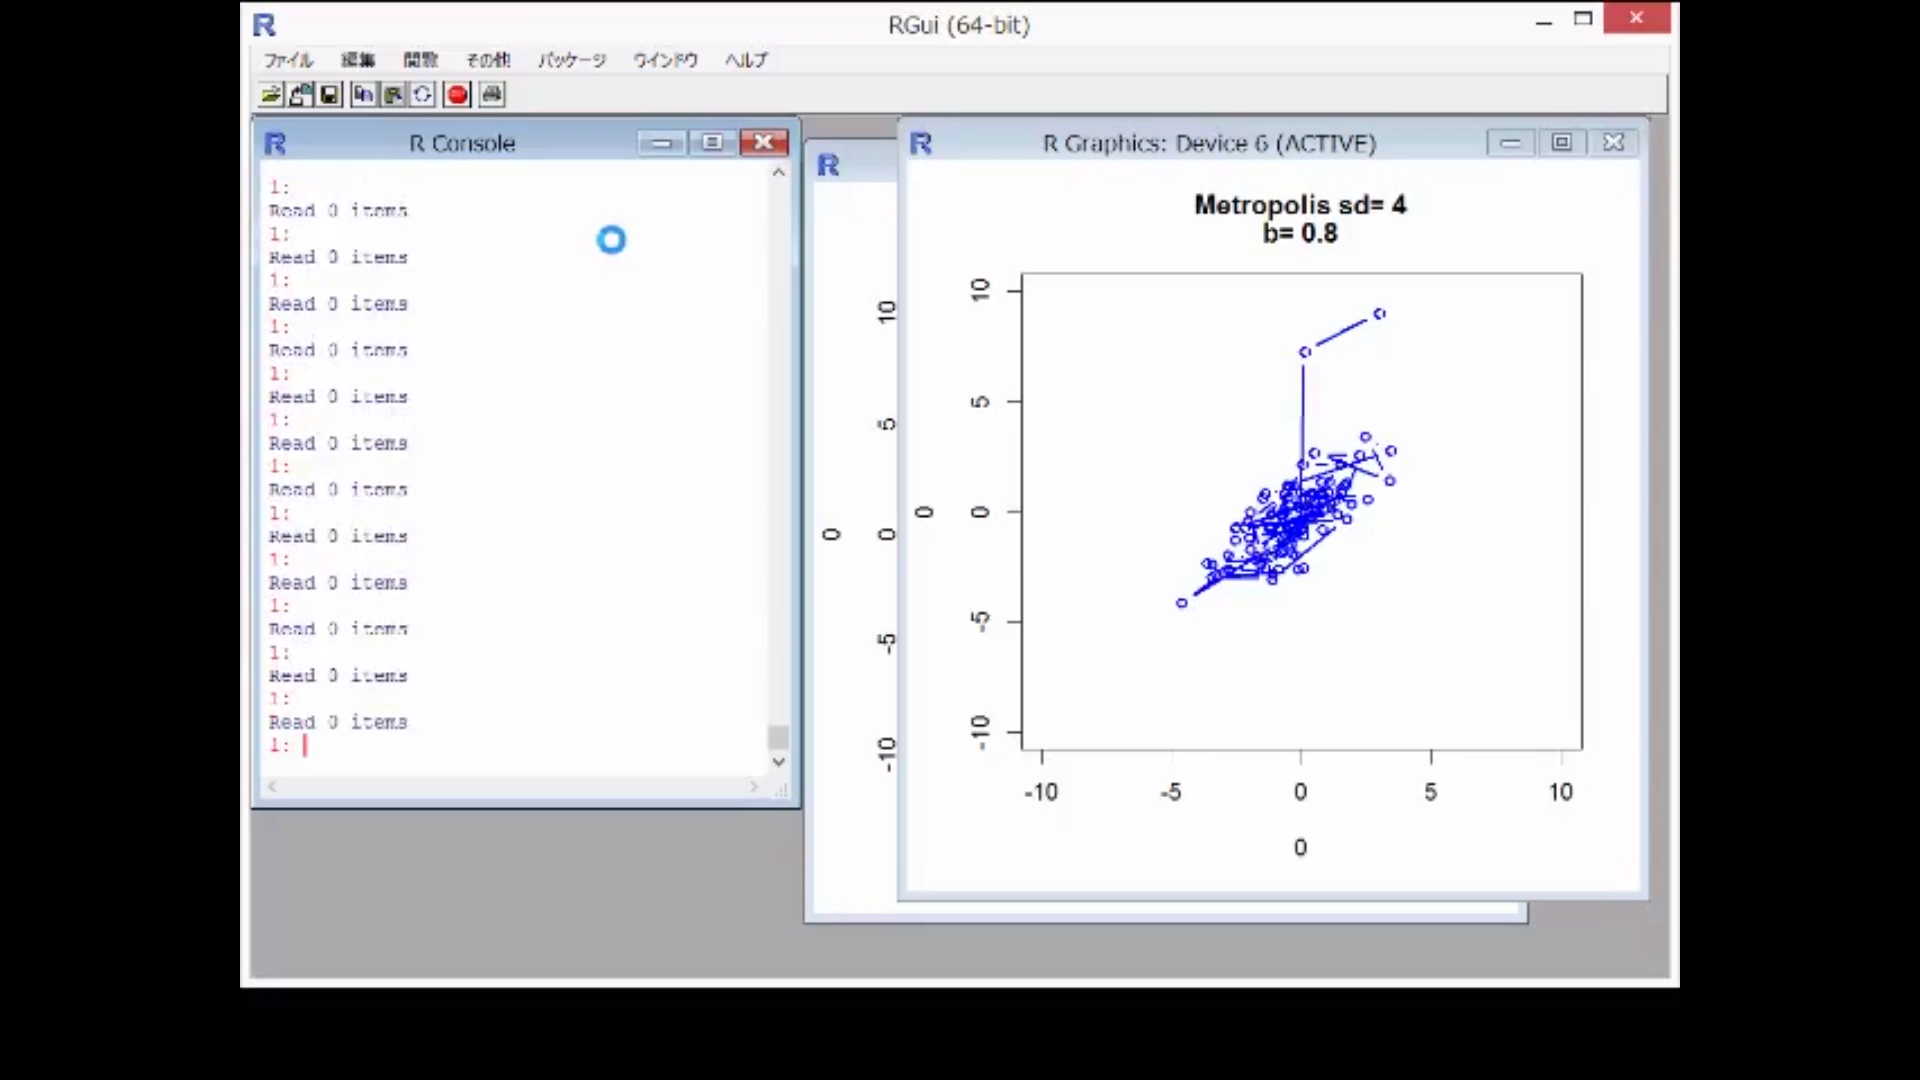 RGui (64-bit)
ファイル 編集 閲覧 その他 パッケージ ウインドウ ヘルプ
R Console
1:
Read 0 items
1:
Read 0 items
1:
Read 0 items
1:
Read 0 items
1:
Read 0 items
1:
Read 0 items
1:
Read 0 items
1:
Read 0 items
1:
Read 0 items
1:
Read 0 items
1:
Read 0 items
1:
Read 0 items
1:
10
5
0
-5
-10
0
R Graphics: Device 6 (ACTIVE)
Metropolis sd= 4
b= 0.8
10
5
0
-5
-10
0
-10 -5 0 5 10
0